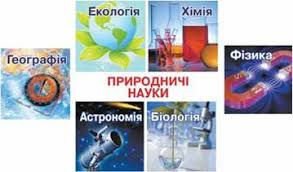 Екологія
Хімія
Географія
Фізика
ПРИРОДНИЧІ
НАУКИ
Астрономія
Біологія